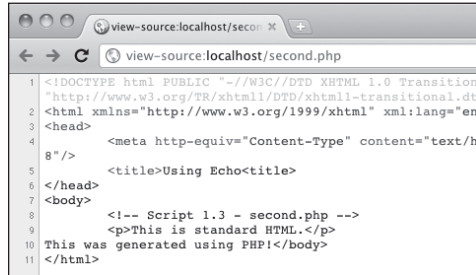 view-source:localhost/secon
view-source:localhost/second.php
1 <!DOCTYPE html PUBLIC "-//W3C//DTD XHTML 1.0 Transition
"http://www.w3.org/TR/xhtml1/DTD/xhtml1-transitional.dt
2 <html xmlns="http://www.w3.org/1999/xhtml" xml:lang="en
3 <head>
4 <meta http-equiv="Content-Type" content="text/h
8"/>
5 <title>Using Echo<title>
6 </head>
7 <body>
8 <!-- Script 1.3 - second.php -->
9 <p>This is standard HTML.</p>
10 This was generated using PHP!</body>
11 </html>